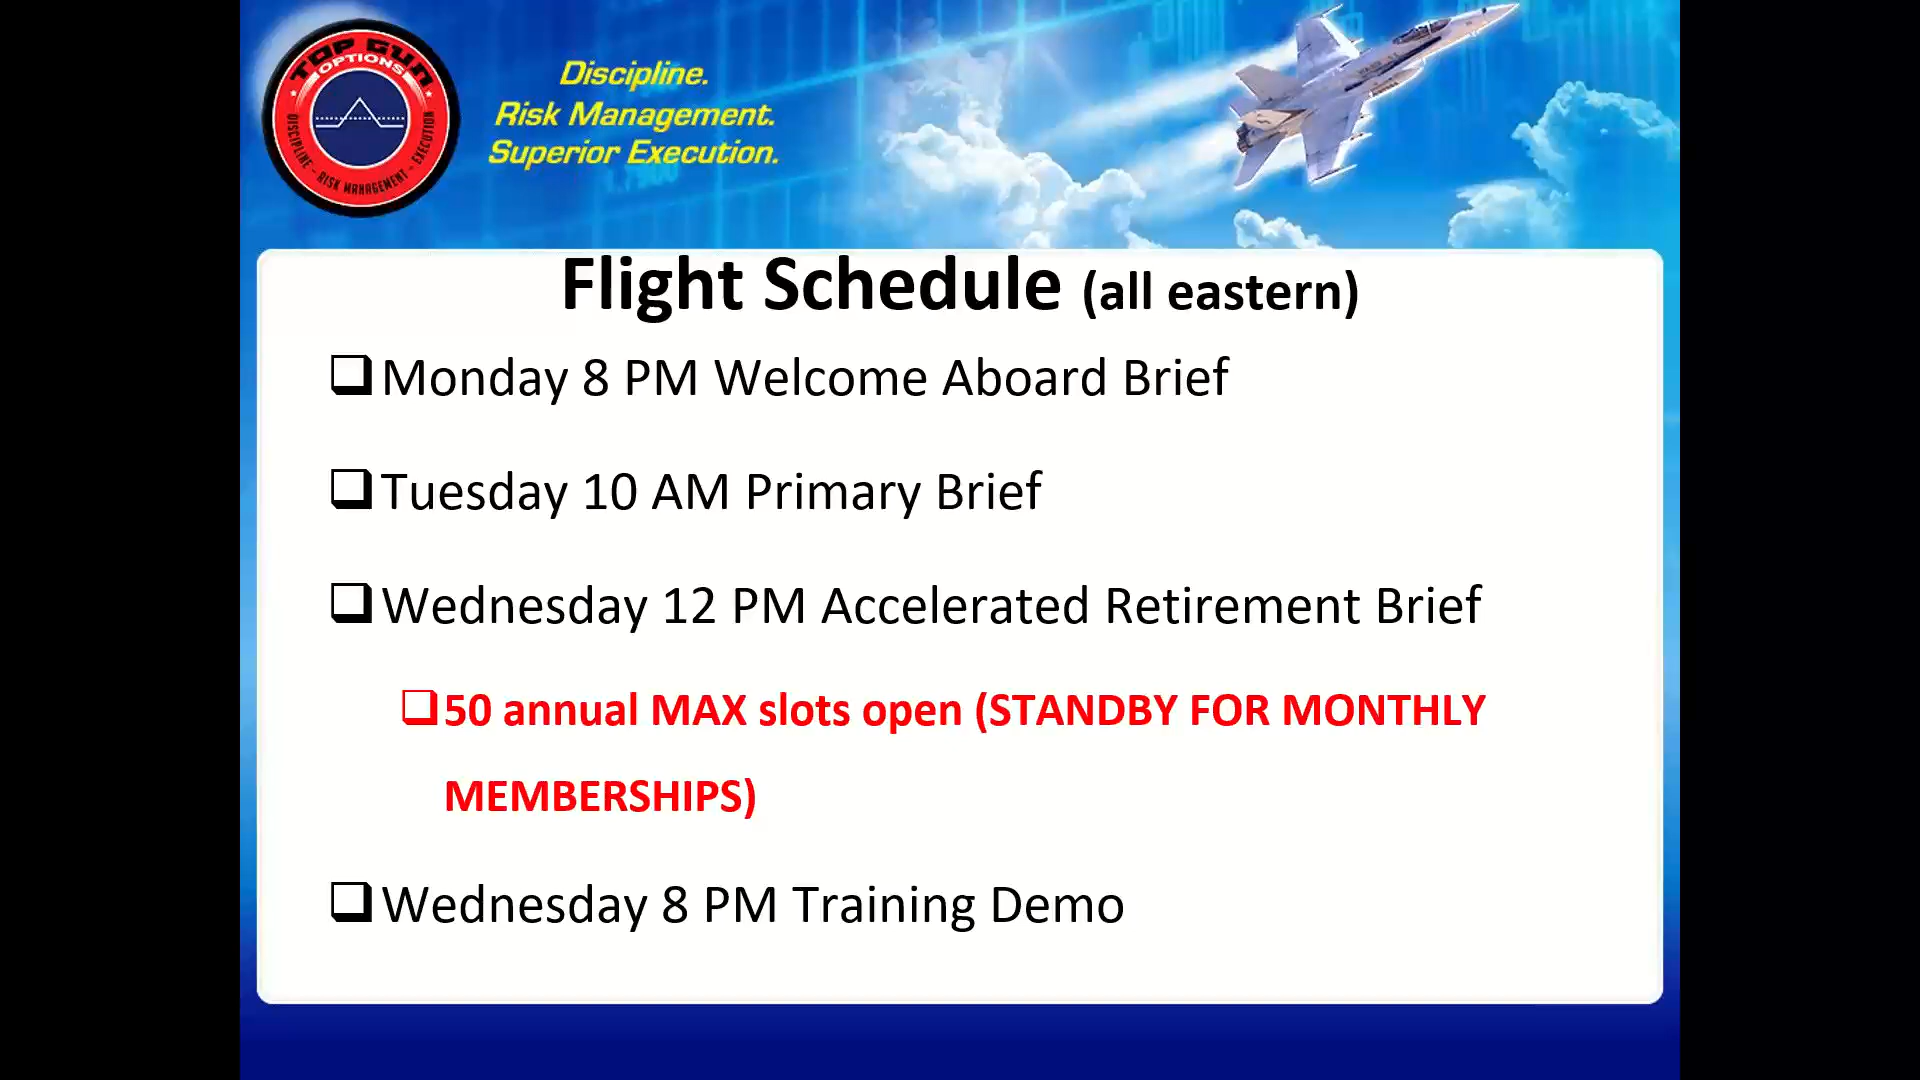 TOP GUN
OPTIONS
DISCIPLINE - RISK MANAGEMENT - EXECUTION
Discipline.
Risk Management.
Superior Execution.
Flight Schedule (all eastern)
Monday 8 PM Welcome Aboard Brief
Tuesday 10 AM Primary Brief
Wednesday 12 PM Accelerated Retirement Brief
50 annual MAX slots open (STANDBY FOR MONTHLY
MEMBERSHIPS)
Wednesday 8 PM Training Demo